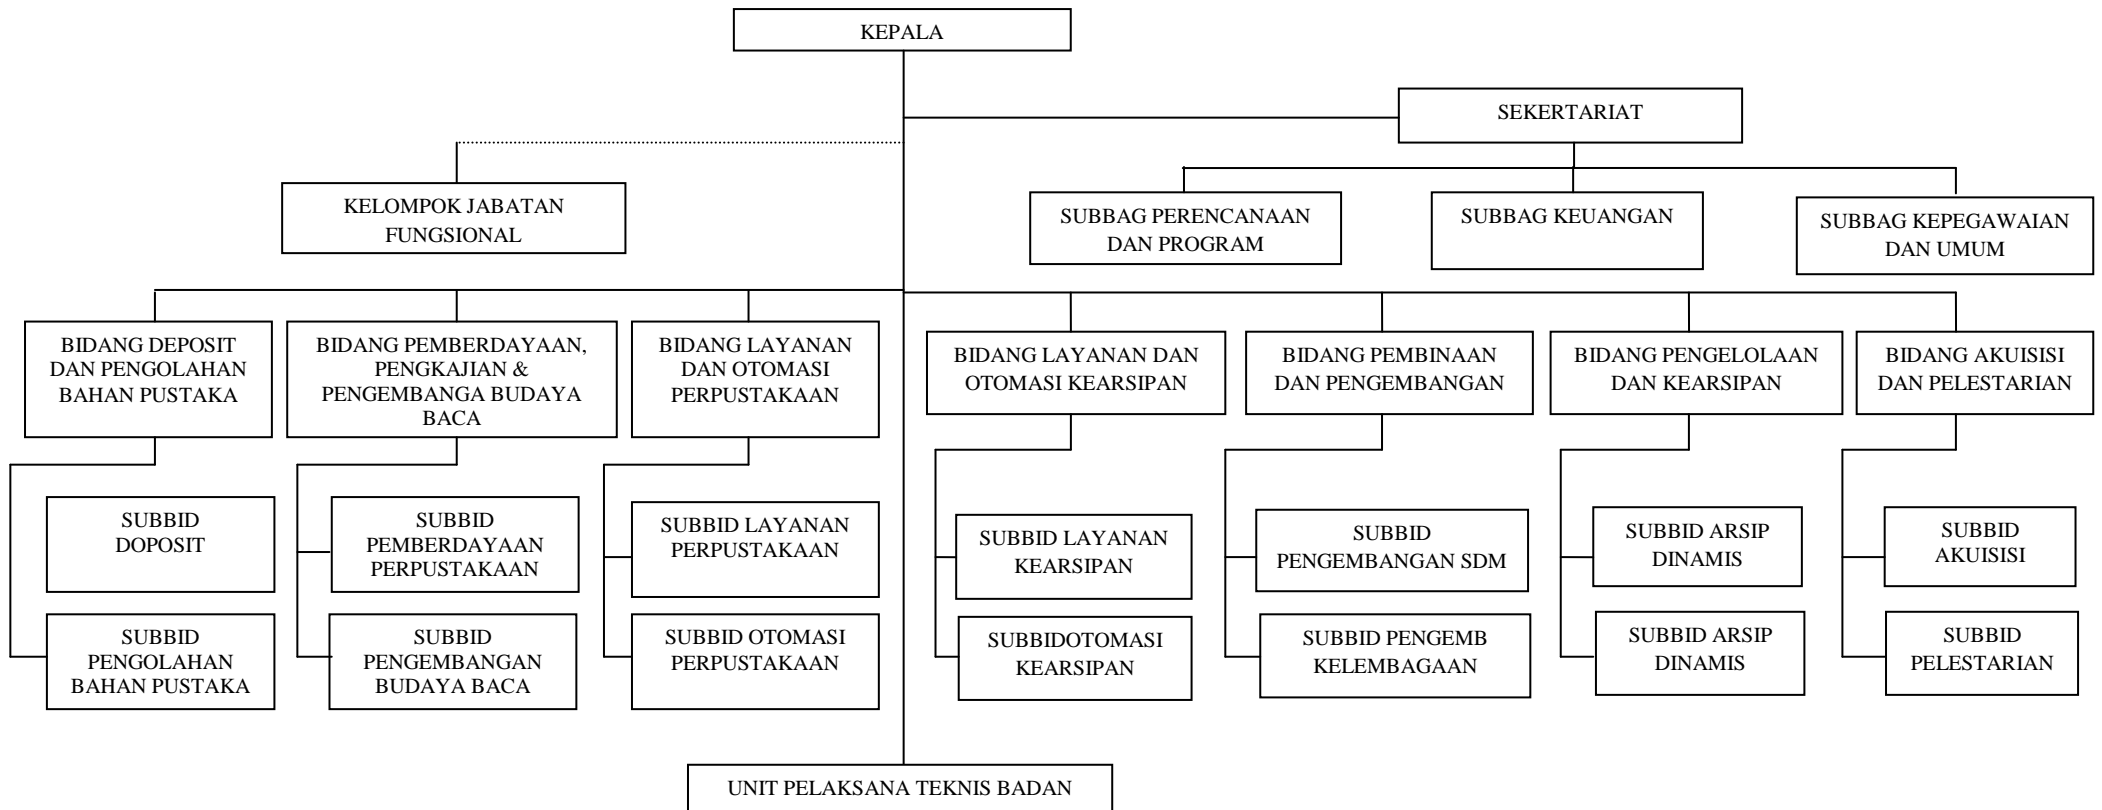 KEPALA
SEKERTARIAT
KELOMPOK JABATAN
FUNGSIONAL
SUBBAG PERENCANAAN
DAN PROGRAM
SUBBAG KEUANGAN
SUBBAG KEPEGAWAIAN
DAN UMUM
BIDANG DEPOSIT
DAN PENGOLAHAN
BAHAN PUSTAKA
BIDANG PEMBERDAYAAN,
PENGKAJIAN &
PENGEMBANGA BUDAYA
BACA
BIDANG LAYANAN
DAN OTOMASI
PERPUSTAKAAN
BIDANG LAYANAN DAN
OTOMASI KEARSIPAN
BIDANG PEMBINAAN
DAN PENGEMBANGAN
BIDANG PENGELOLAAN
DAN KEARSIPAN
BIDANG AKUISISI
DAN PELESTARIAN
SUBBID
DOPOSIT
SUBBID
PEMBERDAYAAN
PERPUSTAKAAN
SUBBID LAYANAN
PERPUSTAKAAN
SUBBID LAYANAN
KEARSIPAN
SUBBID
PENGEMBANGAN SDM
SUBBID ARSIP
DINAMIS
SUBBID
AKUISISI
SUBBID
PENGOLAHAN
BAHAN PUSTAKA
SUBBID
PENGEMBANGAN
BUDAYA BACA
SUBBID OTOMASI
PERPUSTAKAAN
SUBBIDOTOMASI
KEARSIPAN
SUBBID PENGEMB
KELEMBAGAAN
SUBBID ARSIP
DINAMIS
SUBBID
PELESTARIAN
UNIT PELAKSANA TEKNIS BADAN